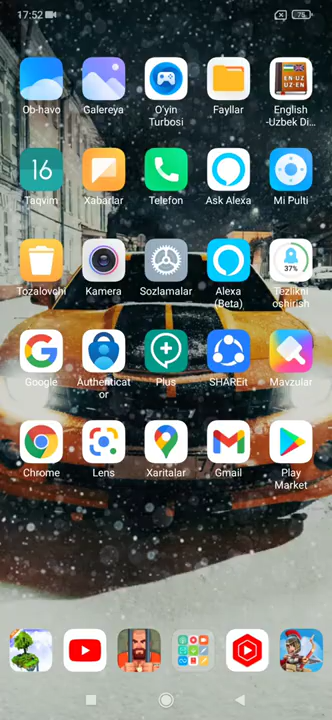 17:52
75
Ob-havo
Galereya
O'yin Turbosi
Fayllar
EN-UZ
UZ-EN
English -Uzbek Di...
16
Taqvim
Xabarlar
Telefon
Ask Alexa
Mi Pulti
Tozalovchi
Kamera
Sozlamalar
Alexa (Beta)
37%
Tezlikni oshirish
Google
Authenticator
Plus
SHAREit
Mavzular
Chrome
Lens
Xaritalar
Gmail
Play Market